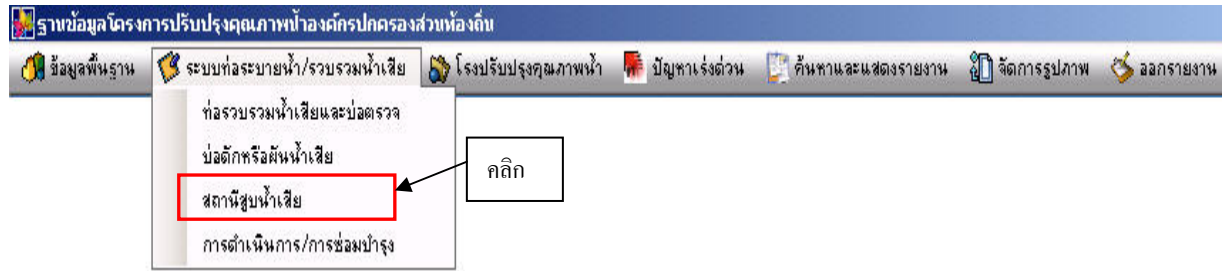 ฐานข้อมูลโครงการปรับปรุงคุณภาพน้ำองค์กรปกครองส่วนท้องถิ่น
ข้อมูลพื้นฐาน ระบบท่อระบายน้ำ/รวบรวมน้ำเสีย โรงปรับปรุงคุณภาพน้ำ ปัญหาเร่งด่วน ค้นหาและแสดงรายงาน จัดการรูปภาพ ออกรายงาน
ท่อรวบรวมน้ำเสียและบ่อตรวจ
บ่อดักหรือผันน้ำเสีย
คลิก
สถานีสูบน้ำเสีย
การดำเนินการ/การซ่อมบำรุง